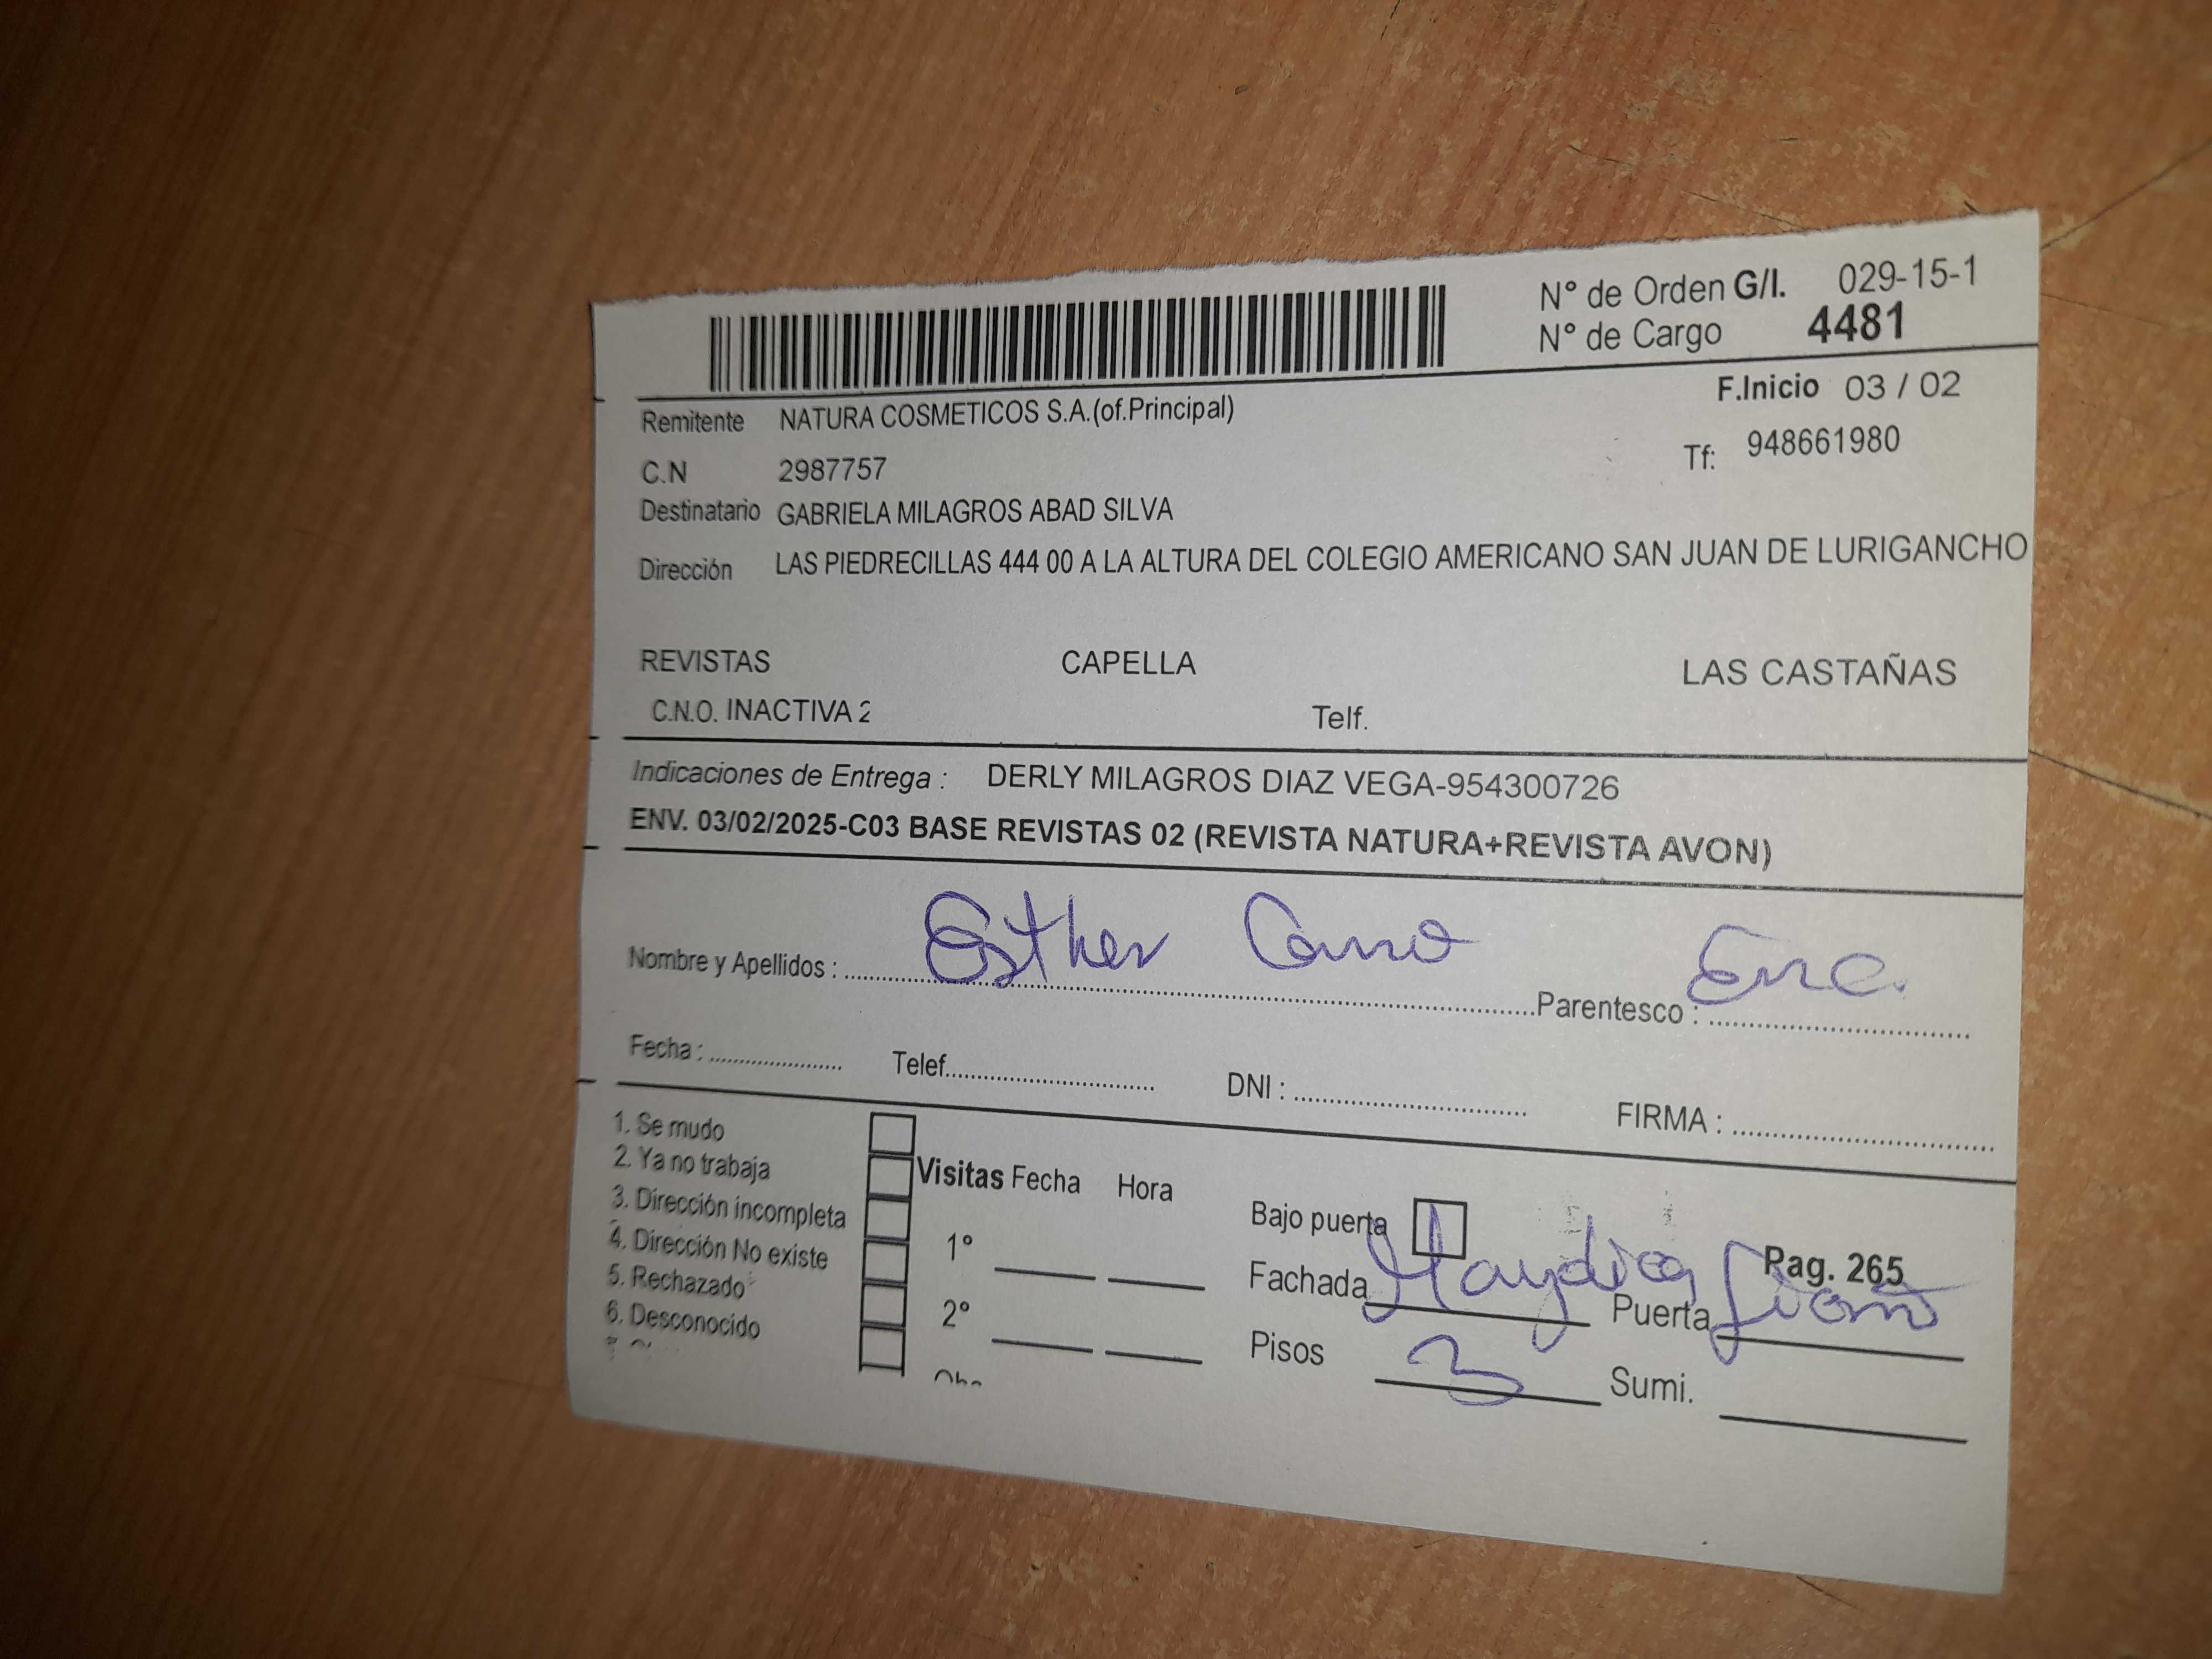 N° de Orden G/I. 029-15-1
N° de Cargo 4481
F.Inicio 03 / 02
Remitente NATURA COSMETICOS S.A.(of.Principal)
Tf: 948661980
C.N 2987757
Destinatario GABRIELA MILAGROS ABAD SILVA
Dirección LAS PIEDRECILLAS 444 00 A LA ALTURA DEL COLEGIO AMERICANO SAN JUAN DE LURIGANCHO
REVISTAS CAPELLA LAS CASTAÑAS
C.N.O. INACTIVA 2 Telf.
Indicaciones de Entrega : DERLY MILAGROS DIAZ VEGA-954300726
ENV. 03/02/2025-C03 BASE REVISTAS 02 (REVISTA NATURA+REVISTA AVON)
Nombre y Apellidos : Esther Parentesco : Enc.
Fecha : Telef. DNI : FIRMA :
1. Se mudo
2. Ya no trabaja
3. Dirección incompleta
4. Dirección No existe
5. Rechazado
6. Desconocido
Visitas Fecha Hora
1°
2°
Bajo puerta
Pag. 265
Fachada Puerta
Pisos 3 Sumi.